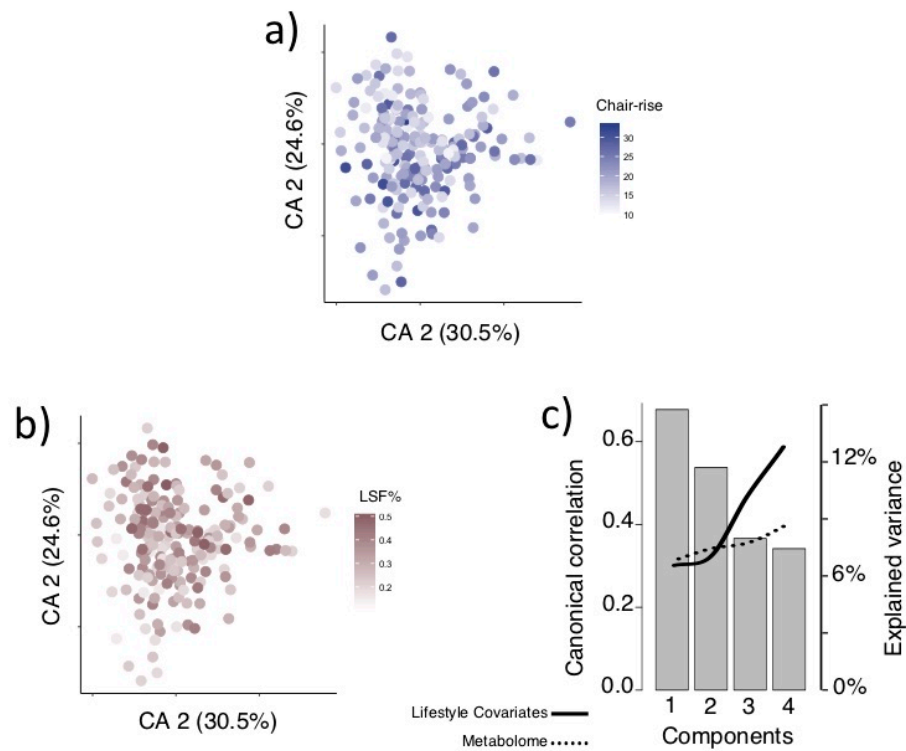 a)
CA 2 (24.6%)
Chair-rise
30
25
20
15
10
CA 2 (30.5%)
b)
CA 2 (24.6%)
LSF%
0.5
0.4
0.3
0.2
CA 2 (30.5%)
c)
Canonical correlation
0.6
0.4
0.2
0.0
12%
6%
0%
Explained variance
1 2 3 4
Components
Lifestyle Covariates
Metabolome